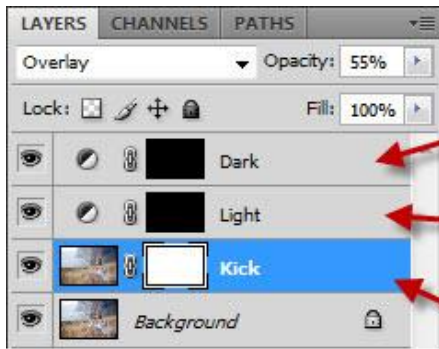 LAYERS CHANNELS PATHS
Overlay Opacity: 55%
Lock: Fill: 100%
Dark
Light
Kick
Background